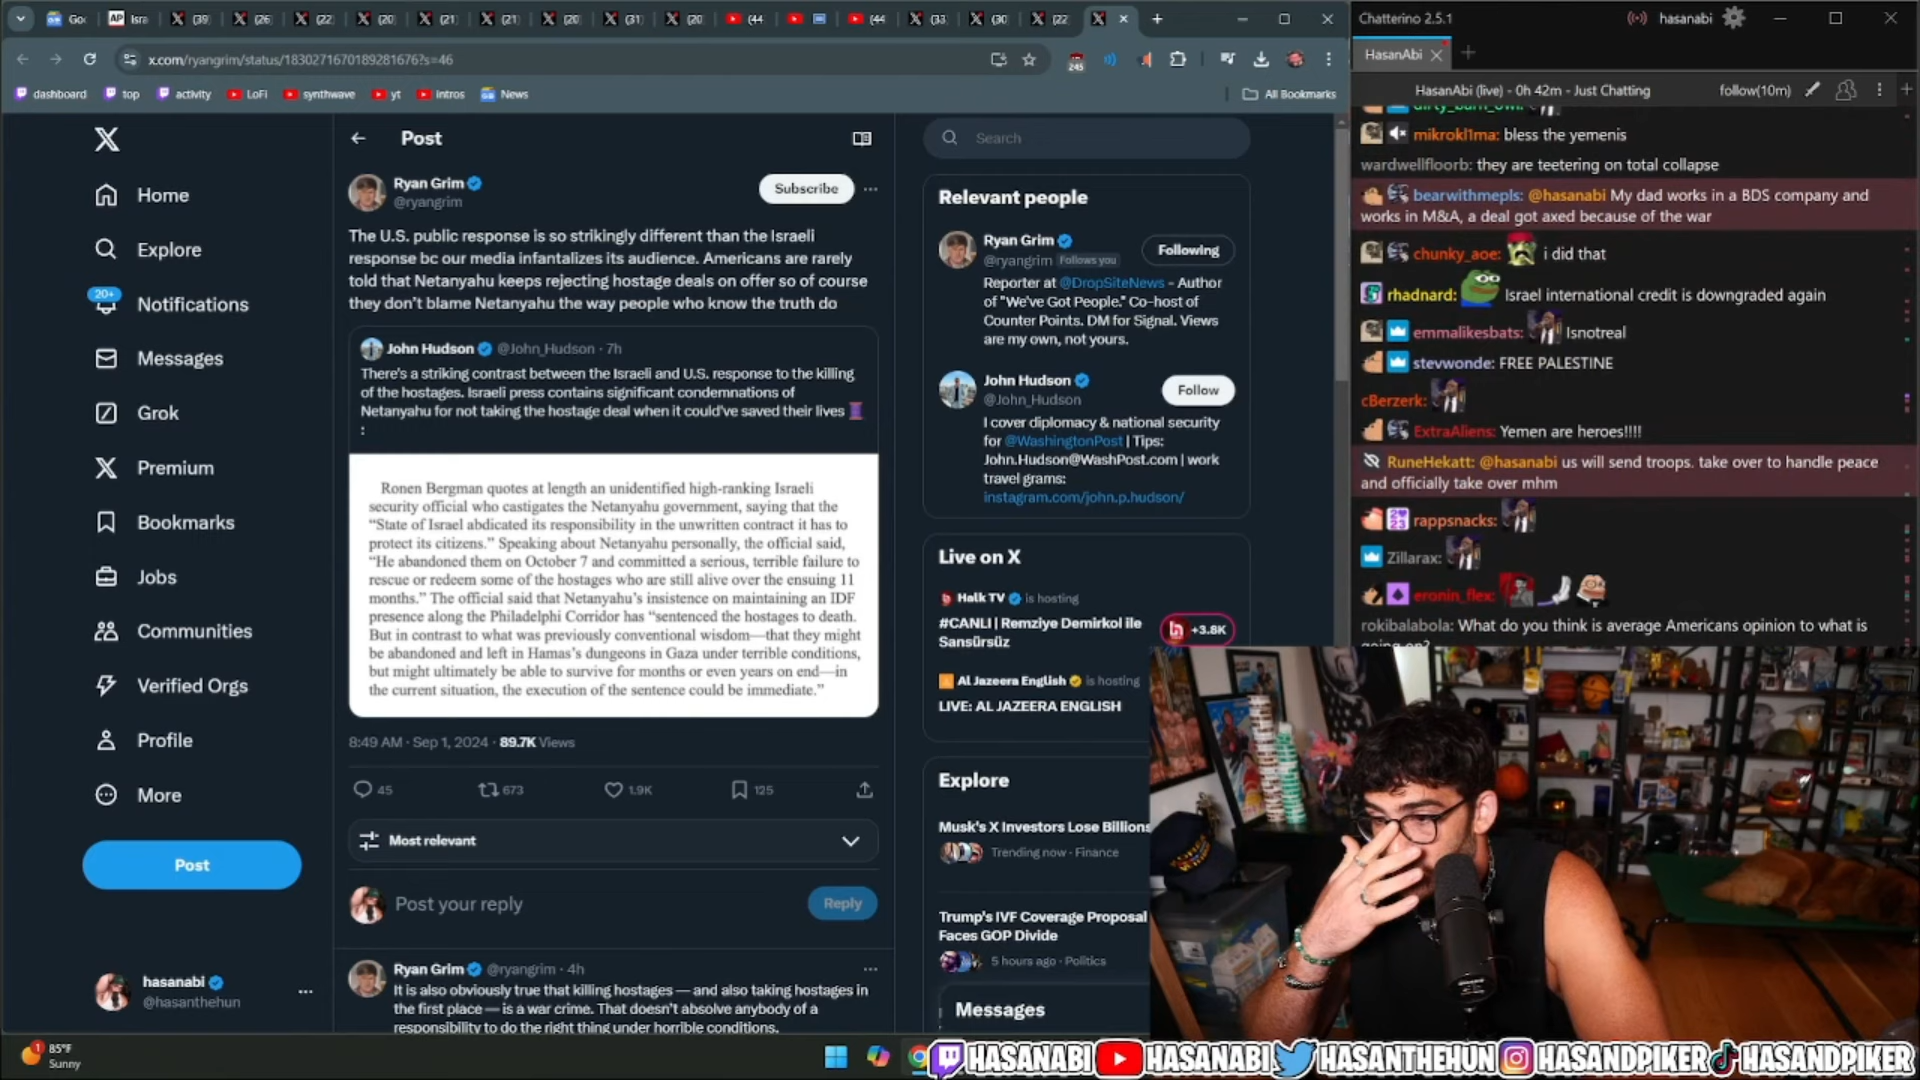 Goo
AP Isra
(39
(26
(22
(20
(21
(21
(20
(31
(20
(44
(44
(33
(30
(22
x.com/ryangrim/status/1830271670189281676?s=46
245
dashboard
top
activity
LoFi
synthwave
yt
Intros
News
All Bookmarks
Home
Explore
20+
Notifications
Messages
Grok
Premium
Bookmarks
Jobs
Communities
Verified Orgs
Profile
More
Post
hasanabi
@hasanthehun
Post
Ryan Grim
@ryangrim
Subscribe
The U.S. public response is so strikingly different than the Israeli
response bc our media infantalizes its audience. Americans are rarely
told that Netanyahu keeps rejecting hostage deals on offer so of course
they don't blame Netanyahu the way people who know the truth do
John Hudson @John_Hudson · 7h
There's a striking contrast between the Israeli and U.S. response to the killing
of the hostages. Israeli press contains significant condemnations of
Netanyahu for not taking the hostage deal when it could've saved their lives
:
Ronen Bergman quotes at length an unidentified high-ranking Israeli
security official who castigates the Netanyahu government, saying that the
“State of Israel abdicated its responsibility in the unwritten contract it has to
protect its citizens.” Speaking about Netanyahu personally, the official said,
“He abandoned them on October 7 and committed a serious, terrible failure to
rescue or redeem some of the hostages who are still alive over the ensuing 11
months.” The official said that Netanyahu’s insistence on maintaining an IDF
presence along the Philadelphi Corridor has “sentenced the hostages to death.
But in contrast to what was previously conventional wisdom—that they might
be abandoned and left in Hamas’s dungeons in Gaza under terrible conditions,
but might ultimately be able to survive for months or even years on end—in
the current situation, the execution of the sentence could be immediate.”
8:49 AM · Sep 1, 2024 · 89.7K Views
45
673
1.9K
125
Most relevant
Post your reply
Reply
Ryan Grim @ryangrim · 4h
It is also obviously true that killing hostages — and also taking hostages in
the first place — is a war crime. That doesn't absolve anybody of a
responsibility to do the right thing under horrible conditions.
Search
Relevant people
Ryan Grim
@ryangrim Follows you
Following
Reporter at @DropSiteNews - Author
of "We've Got People." Co-host of
Counter Points. DM for Signal. Views
are my own, not yours.
John Hudson
@John_Hudson
Follow
I cover diplomacy & national security
for @WashingtonPost | Tips:
John.Hudson@WashPost.com | work
travel grams:
instagram.com/john.p.hudson/
Live on X
Halk TV is hosting
#CANLI | Remziye Demirkol ile
Sansürsüz
+3.8K
Al Jazeera English is hosting
LIVE: AL JAZEERA ENGLISH
Explore
Musk's X Investors Lose Billions
Trending now · Finance
Trump's IVF Coverage Proposal
Faces GOP Divide
5 hours ago · Politics
Messages
Chatterino 2.5.1
hasanabi
HasanAbi
HasanAbi (live) - 0h 42m - Just Chatting
follow(10m)
mikrokl1ma: bless the yemenis
wardwellfloorb: they are teetering on total collapse
bearwithmepls: @hasanabi My dad works in a BDS company and
works in M&A, a deal got axed because of the war
chunky_aoe: i did that
rhadnard: Israel international credit is downgraded again
emmalikesbats: Isnotreal
stevwonde: FREE PALESTINE
cBerzerk:
ExtraAliens: Yemen are heroes!!!!
RuneHekatt: @hasanabi us will send troops. take over to handle peace
and officially take over mhm
rappsnacks:
Zillarax:
eronin_flex:
rokibalabola: What do you think is average Americans opinion to what is
going on?
1
85°F
Sunny
HASANABI HASANABI HASANTHEHUN HASANDPIKER HASANDPIKER